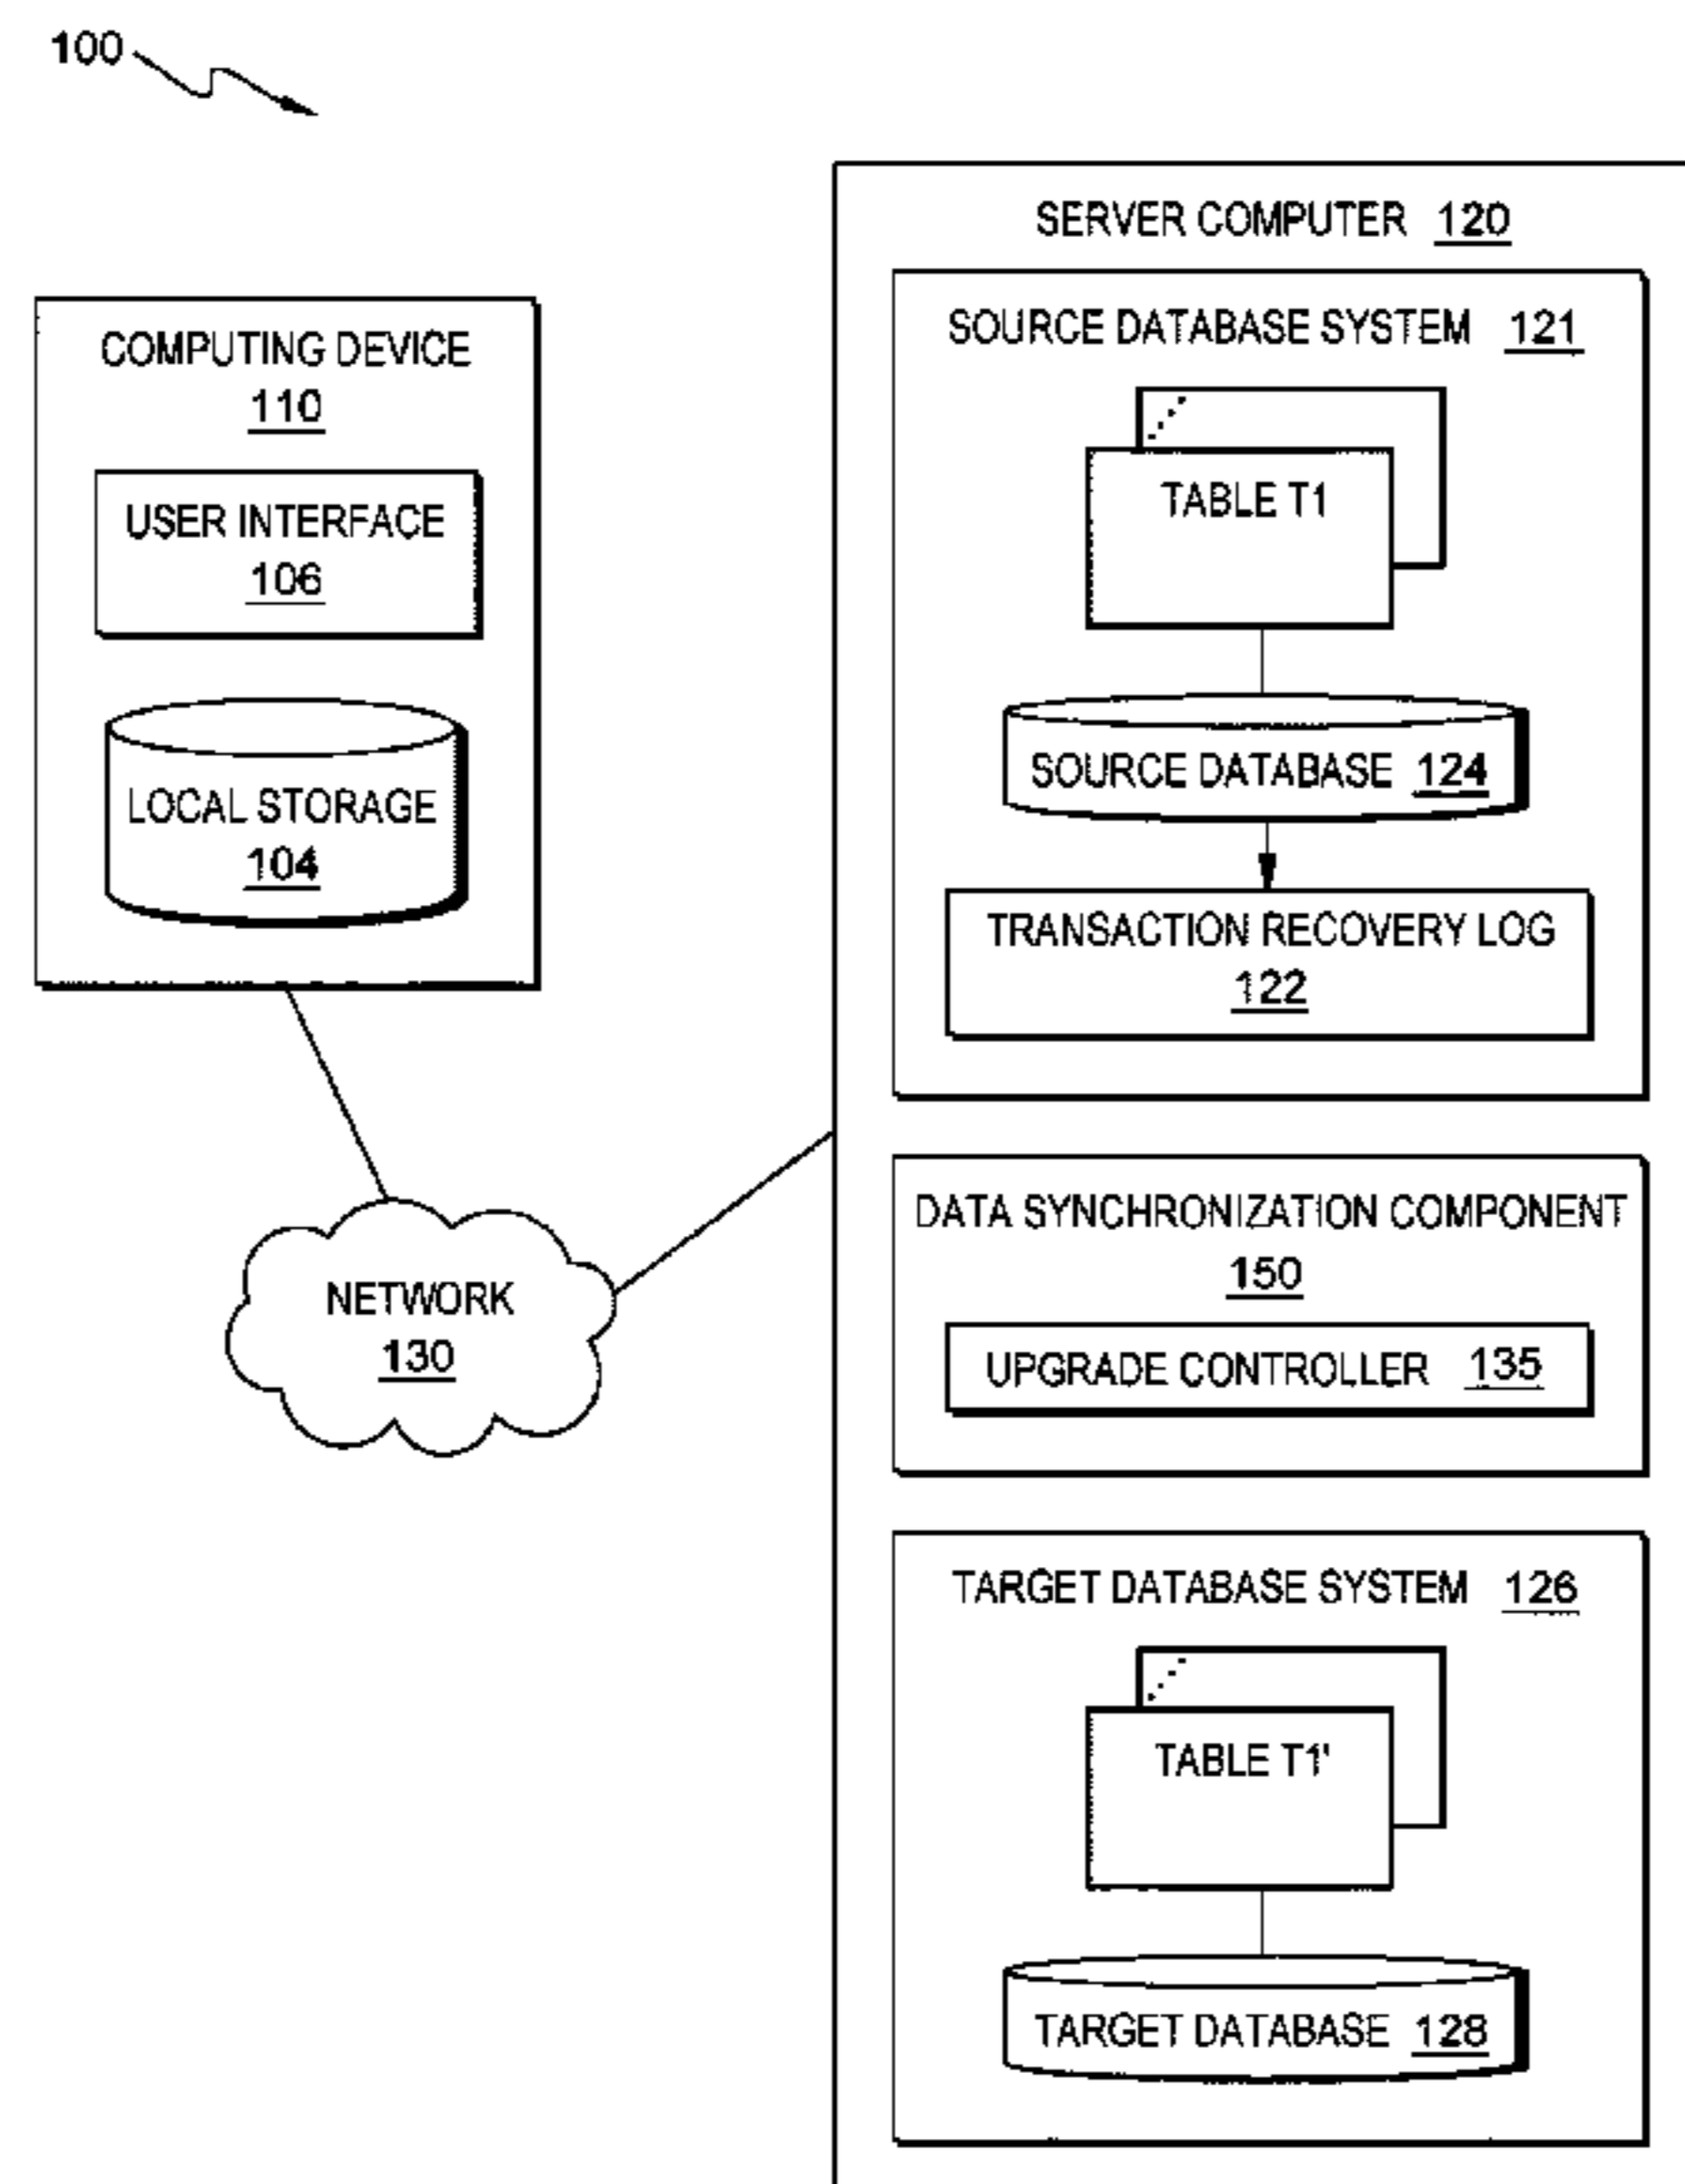 100
COMPUTING DEVICE
110
USER INTERFACE
106
LOCAL STORAGE
104
NETWORK
130
SERVER COMPUTER 120
SOURCE DATABASE SYSTEM 121
TABLE T1
SOURCE DATABASE 124
TRANSACTION RECOVERY LOG
122
DATA SYNCHRONIZATION COMPONENT
150
UPGRADE CONTROLLER 135
TARGET DATABASE SYSTEM 126
TABLE T1'
TARGET DATABASE 128